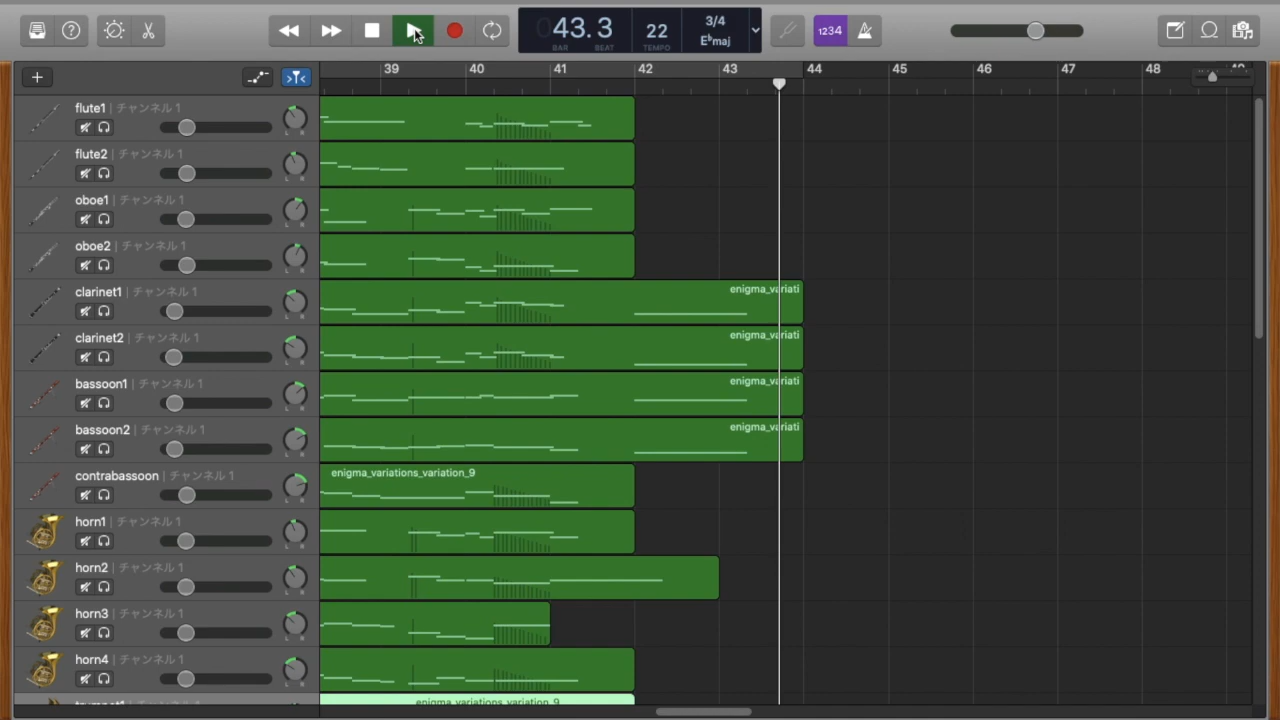 43.3
BAR BEAT
22
TEMPO
3/4
E♭maj
1234
39 40 41 42 43 44 45 46 47 48
flute1 | チャンネル 1
L R
flute2 | チャンネル 1
L R
oboe1 | チャンネル 1
L R
oboe2 | チャンネル 1
L R
clarinet1 | チャンネル 1
L R
enigma_variati
clarinet2 | チャンネル 1
L R
enigma_variati
bassoon1 | チャンネル 1
L R
enigma_variati
bassoon2 | チャンネル 1
L R
enigma_variati
contrabassoon | チャンネル 1
L R
enigma_variations_variation_9
horn1 | チャンネル 1
L R
horn2 | チャンネル 1
L R
horn3 | チャンネル 1
L R
horn4 | チャンネル 1
L R
enigma_variations_variation_9